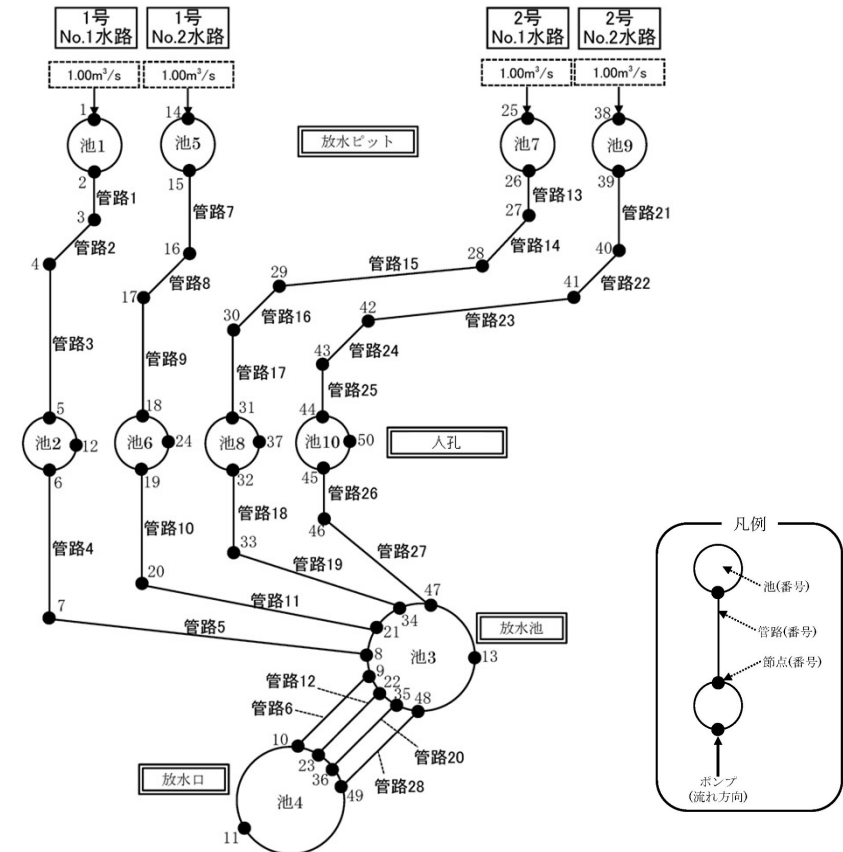 1号
No.1水路
1号
No.2水路
2号
No.1水路
2号
No.2水路
1.00m³/s
1.00m³/s
1.00m³/s
1.00m³/s
1
14
25
38
池1
池5
放水ピット
池7
池9
2
15
26
39
管路1
管路7
管路13
管路21
3
27
管路2
16
管路14
40
4
管路8
28
管路15
管路22
29
41
17
42
管路16
管路23
30
管路3
管路9
43
管路24
管路17
管路25
5
18
31
44
池2
12
池6
24
池8
37
池10
50
人孔
6
19
32
45
管路26
管路18
46
管路4
管路10
33
管路27
管路19
20
管路11
47
7
34
管路5
21
放水池
8
池3
13
9
管路12
22
35
48
管路6
10
管路20
23
36
管路28
放水口
49
池4
11
凡例
池(番号)
管路(番号)
節点(番号)
ポンプ
(流れ方向)